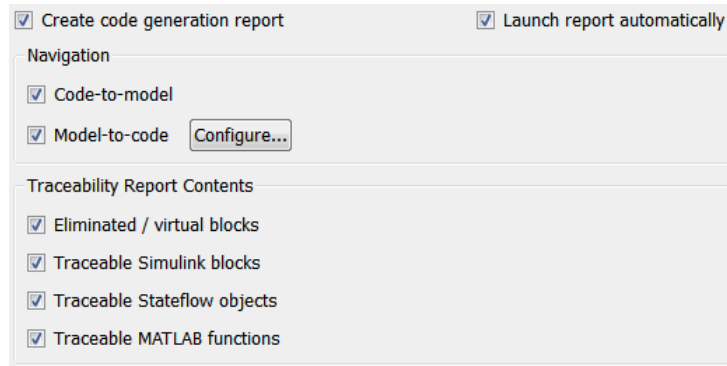 Create code generation report Launch report automatically
Navigation
Code-to-model
Model-to-code Configure...
Traceability Report Contents
Eliminated / virtual blocks
Traceable Simulink blocks
Traceable Stateflow objects
Traceable MATLAB functions